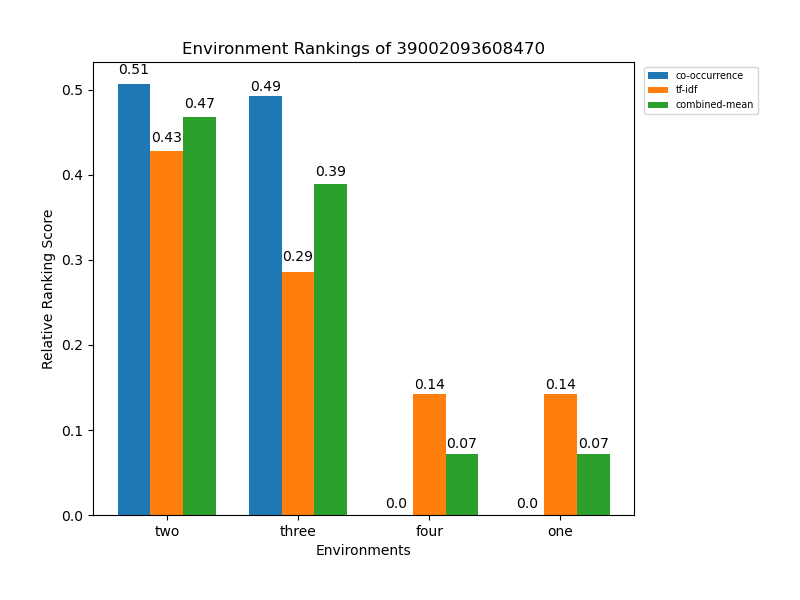 Environment Rankings of 39002093608470
co-occurrence
tf-idf
combined-mean
0.51
0.43
0.47
0.49
0.29
0.39
0.0
0.14
0.07
0.0
0.14
0.07
Relative Ranking Score
0.5
0.4
0.3
0.2
0.1
0.0
two three four one
Environments